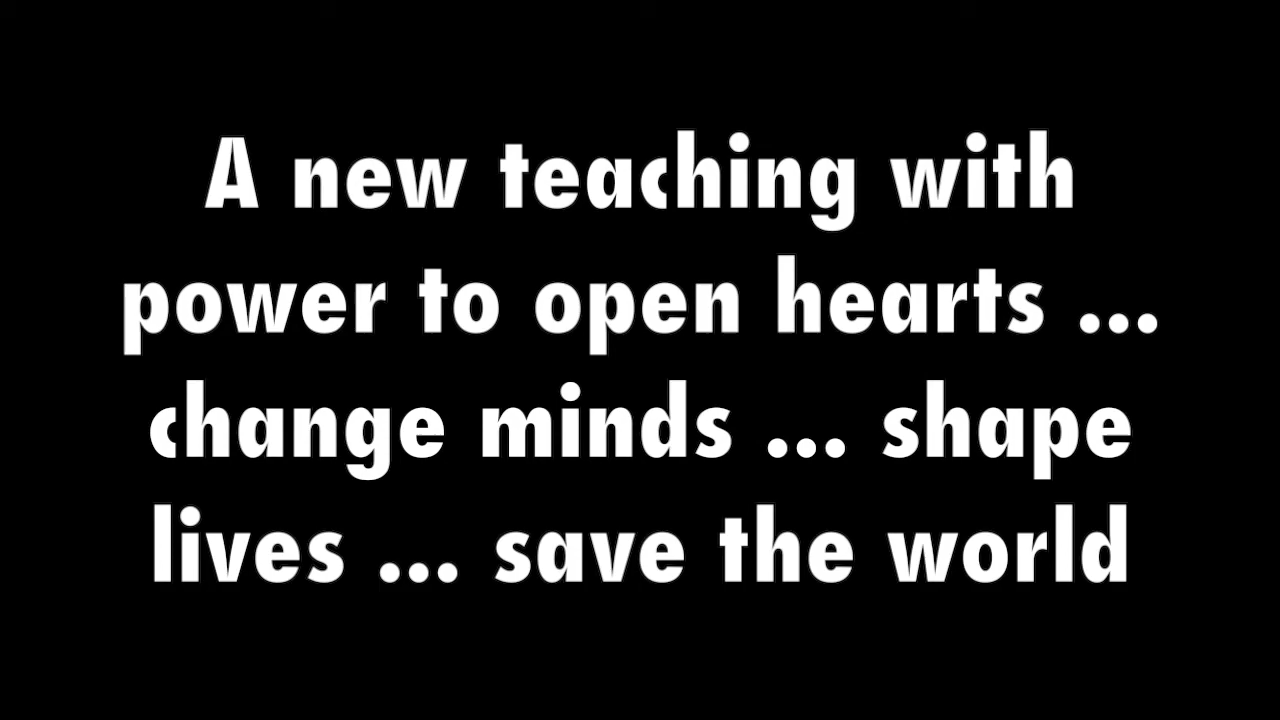 A new teaching with
power to open hearts ...
change minds ... shape
lives ... save the world